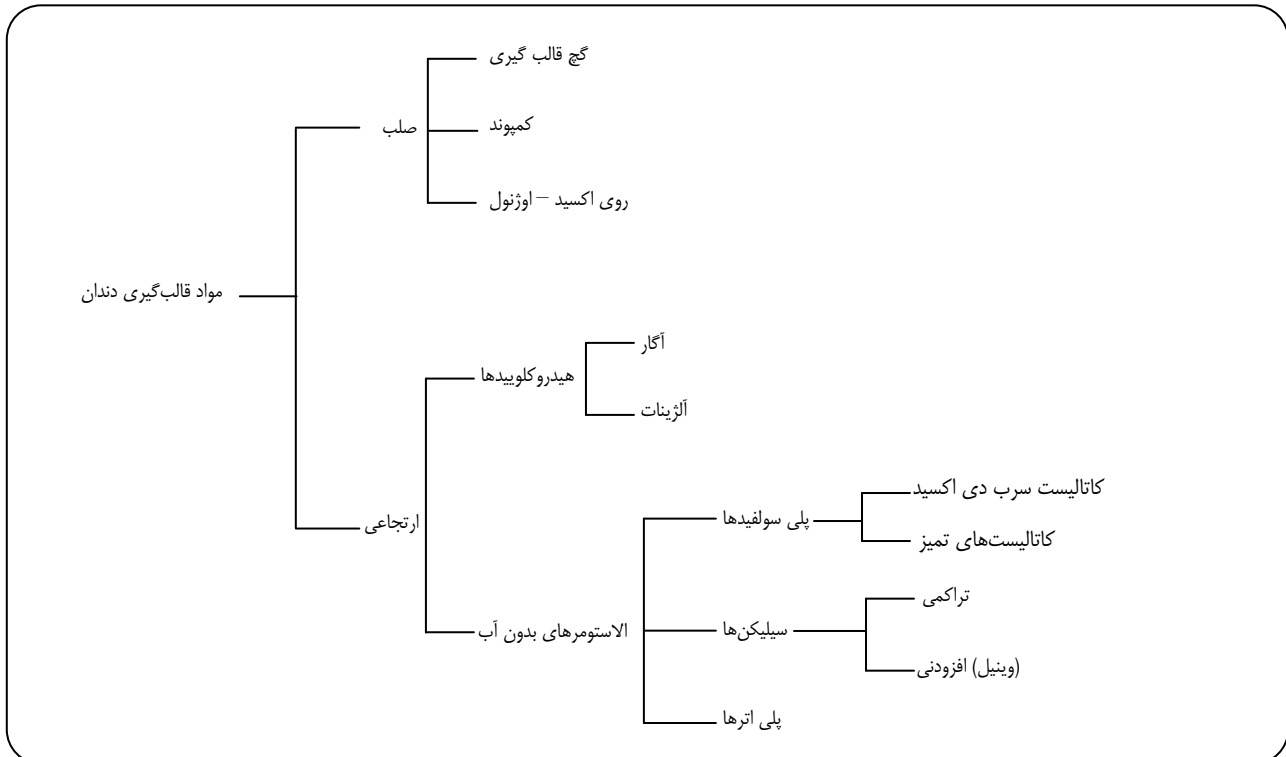 گچ قالب گیری
کمپوند
صلب
روی اکسید – اوژنول
مواد قالب‌گیری دندان
آگار
هیدروکلوییدها
آلژینات
کاتالیست سرب دی اکسید
پلی سولفیدها
ارتجاعی
کاتالیست‌های تمیز
تراکمی
سیلیکن‌ها
الاستومرهای بدون آب
(وینیل) افزودنی
پلی اترها